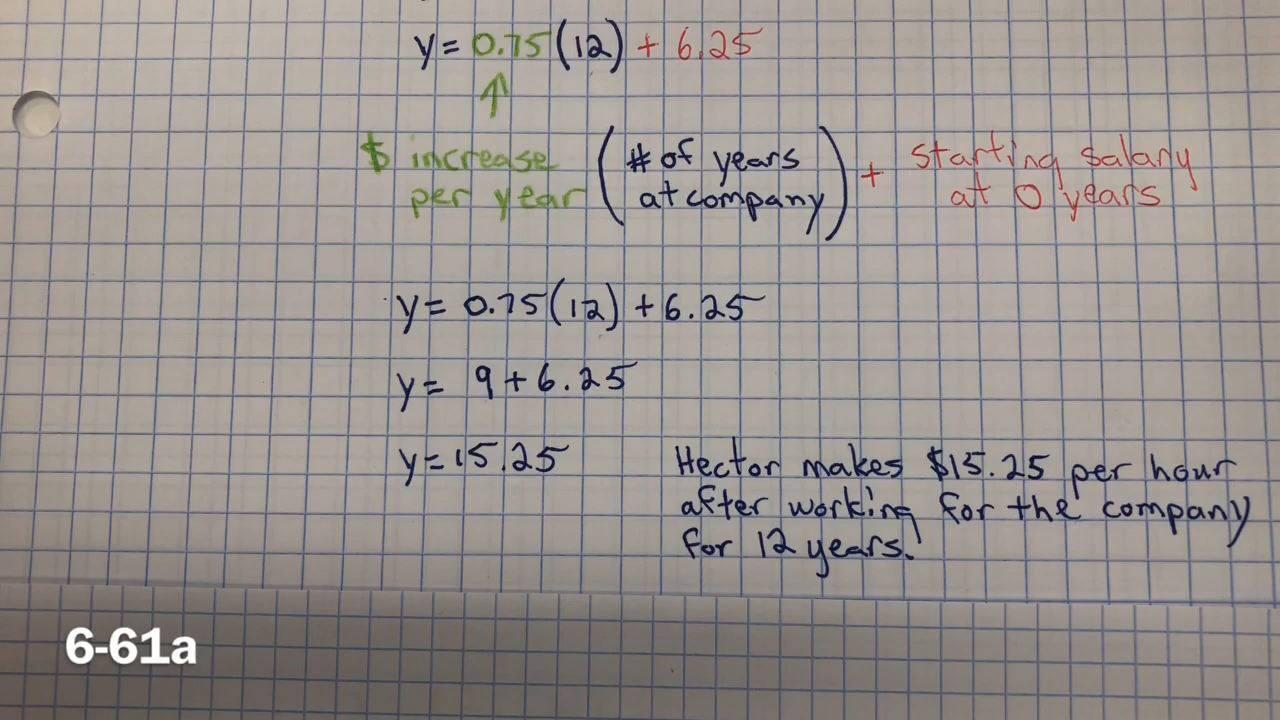 y = 0.75(12) + 6.25
$ increase (# of years + starting salary
per year at company) at 0 years
y = 0.75(12) + 6.25
y = 9 + 6.25
y = 15.25
Hector makes $15.25 per hour
after working for the company
for 12 years.
6-61a